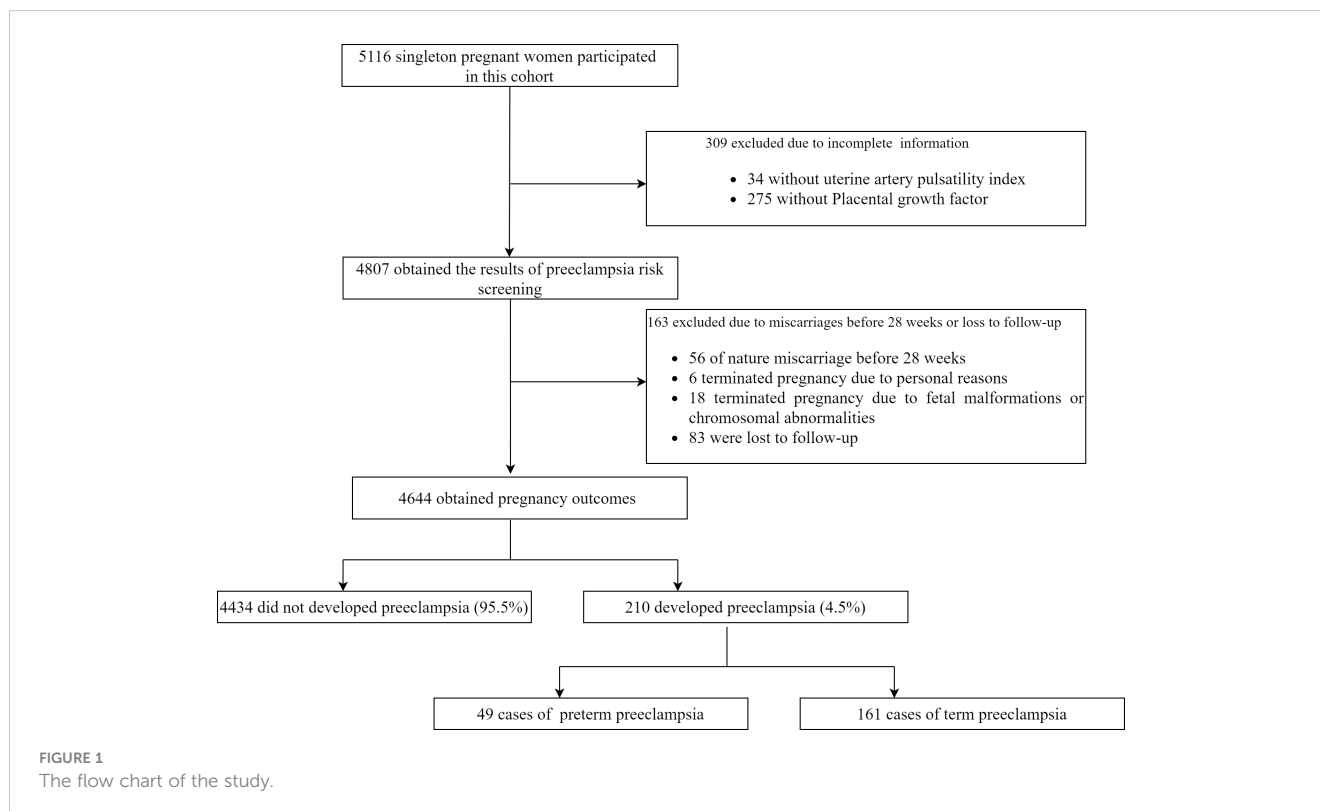 5116 singleton pregnant women participated
in this cohort
309 excluded due to incomplete information
• 34 without uterine artery pulsatility index
• 275 without Placental growth factor
4807 obtained the results of preeclampsia risk
screening
163 excluded due to miscarriages before 28 weeks or loss to follow-up
• 56 of nature miscarriage before 28 weeks
• 6 terminated pregnancy due to personal reasons
• 18 terminated pregnancy due to fetal malformations or
chromosomal abnormalities
• 83 were lost to follow-up
4644 obtained pregnancy outcomes
4434 did not developed preeclampsia (95.5%)
210 developed preeclampsia (4.5%)
49 cases of preterm preeclampsia
161 cases of term preeclampsia
FIGURE 1
The flow chart of the study.